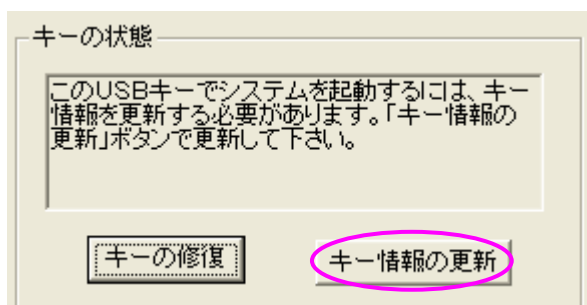 キーの状態
このUSBキーでシステムを起動するには、キー
情報を更新する必要があります。「キー情報の
更新」ボタンで更新して下さい。
キーの修復
キー情報の更新